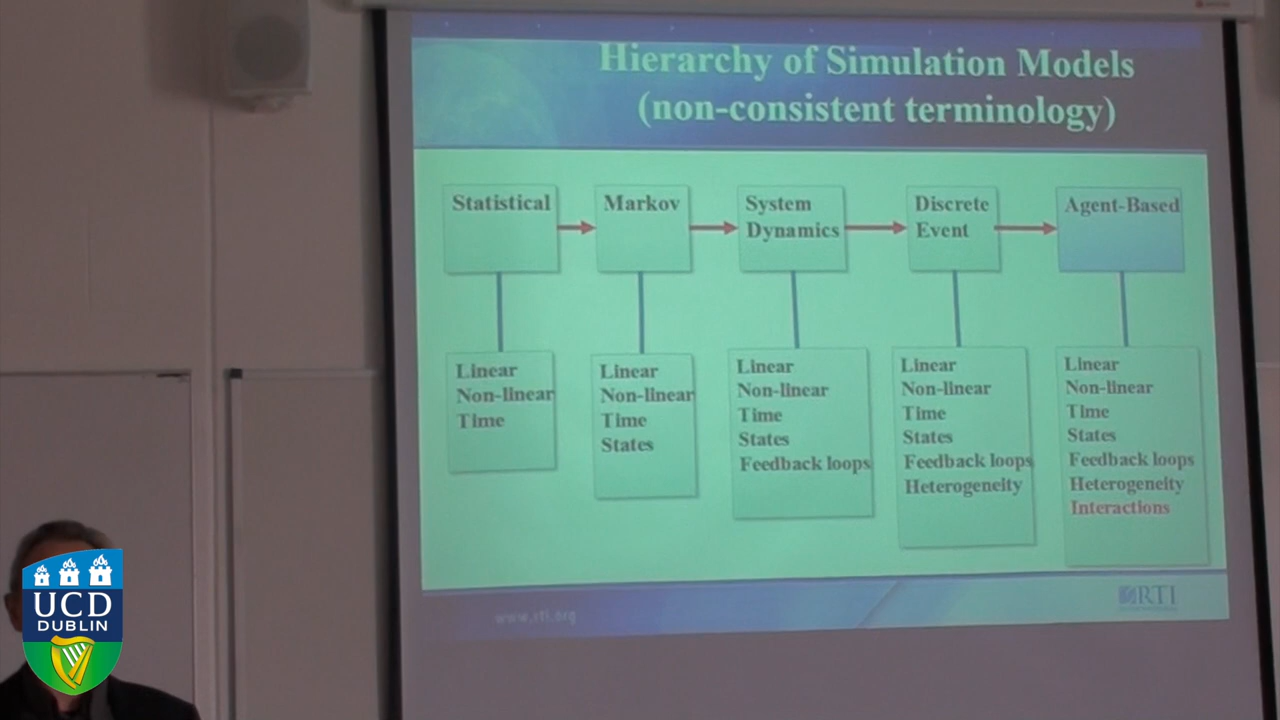 Hierarchy of Simulation Models
(non-consistent terminology)
Statistical
Markov
System
Dynamics
Discrete
Event
Agent-Based
Linear
Non-linear
Time
Linear
Non-linear
Time
States
Linear
Non-linear
Time
States
Feedback loops
Linear
Non-linear
Time
States
Feedback loops
Heterogeneity
Linear
Non-linear
Time
States
Feedback loops
Heterogeneity
Interactions
www.rti.org
RTI
UCD
DUBLIN